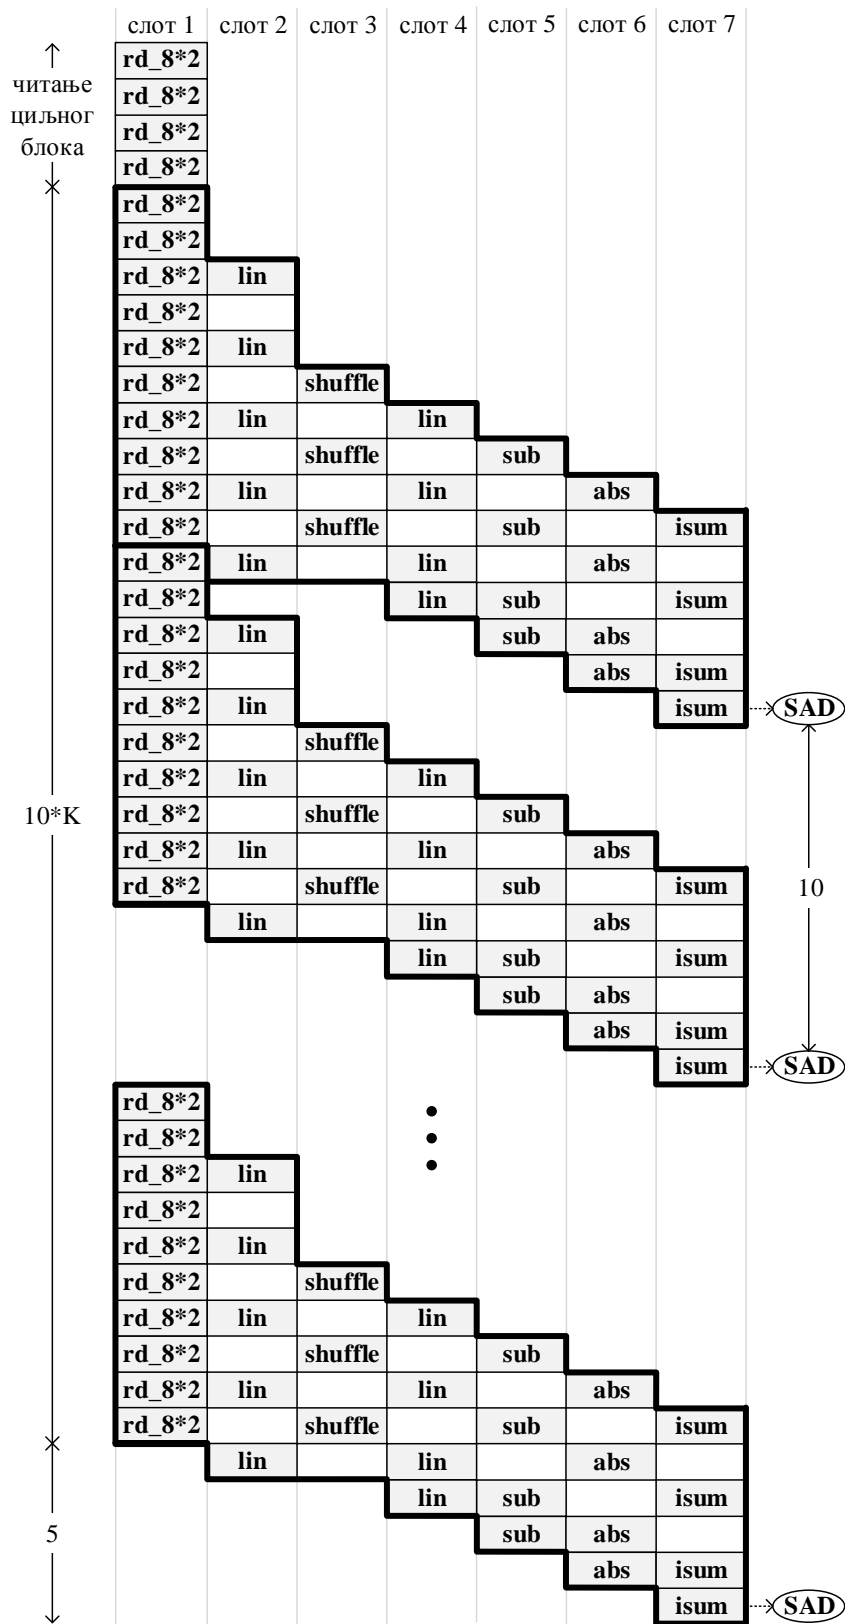 слот 1 слот 2 слот 3 слот 4 слот 5 слот 6 слот 7
rd_8*2
читање rd_8*2
циљног rd_8*2
блока rd_8*2
rd_8*2
rd_8*2
rd_8*2 lin
rd_8*2
rd_8*2 lin
rd_8*2 shuffle
rd_8*2 lin lin
rd_8*2 shuffle sub
rd_8*2 lin lin abs
rd_8*2 shuffle sub isum
rd_8*2 lin lin abs
rd_8*2 lin sub isum
rd_8*2 lin sub abs
rd_8*2 abs isum
rd_8*2 lin isum SAD
rd_8*2 shuffle
rd_8*2 lin lin
10*K rd_8*2 shuffle sub
rd_8*2 lin lin abs
rd_8*2 shuffle sub isum 10
lin lin abs
lin sub isum
sub abs
abs isum
isum SAD
rd_8*2
rd_8*2
rd_8*2 lin
rd_8*2
rd_8*2 lin
rd_8*2 shuffle
rd_8*2 lin lin
rd_8*2 shuffle sub
rd_8*2 lin lin abs
rd_8*2 shuffle sub isum
lin lin abs
lin sub isum
5 sub abs
abs isum
isum SAD